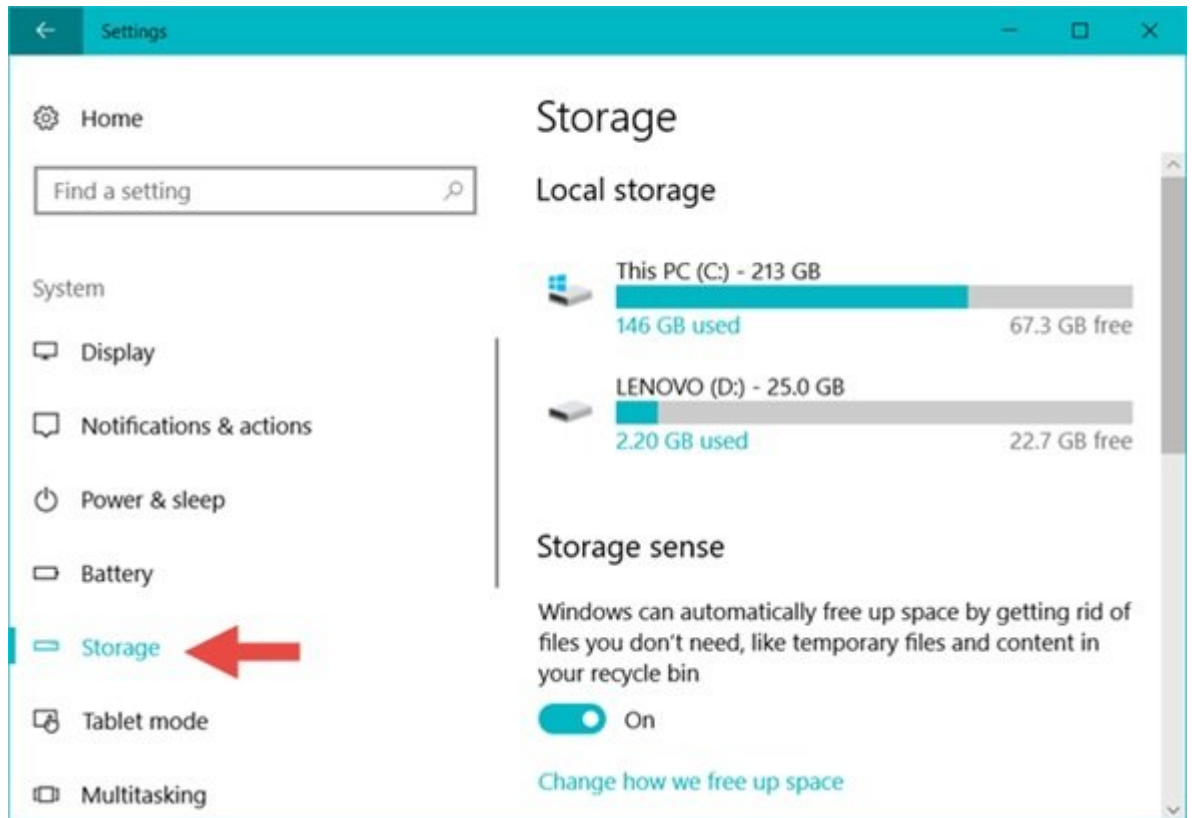 Settings
Home
Find a setting
System
Display
Notifications & actions
Power & sleep
Battery
Storage
Tablet mode
Multitasking
Storage
Local storage
This PC (C:) - 213 GB
146 GB used 67.3 GB free
LENOVO (D:) - 25.0 GB
2.20 GB used 22.7 GB free
Storage sense
Windows can automatically free up space by getting rid of
files you don't need, like temporary files and content in
your recycle bin
On
Change how we free up space